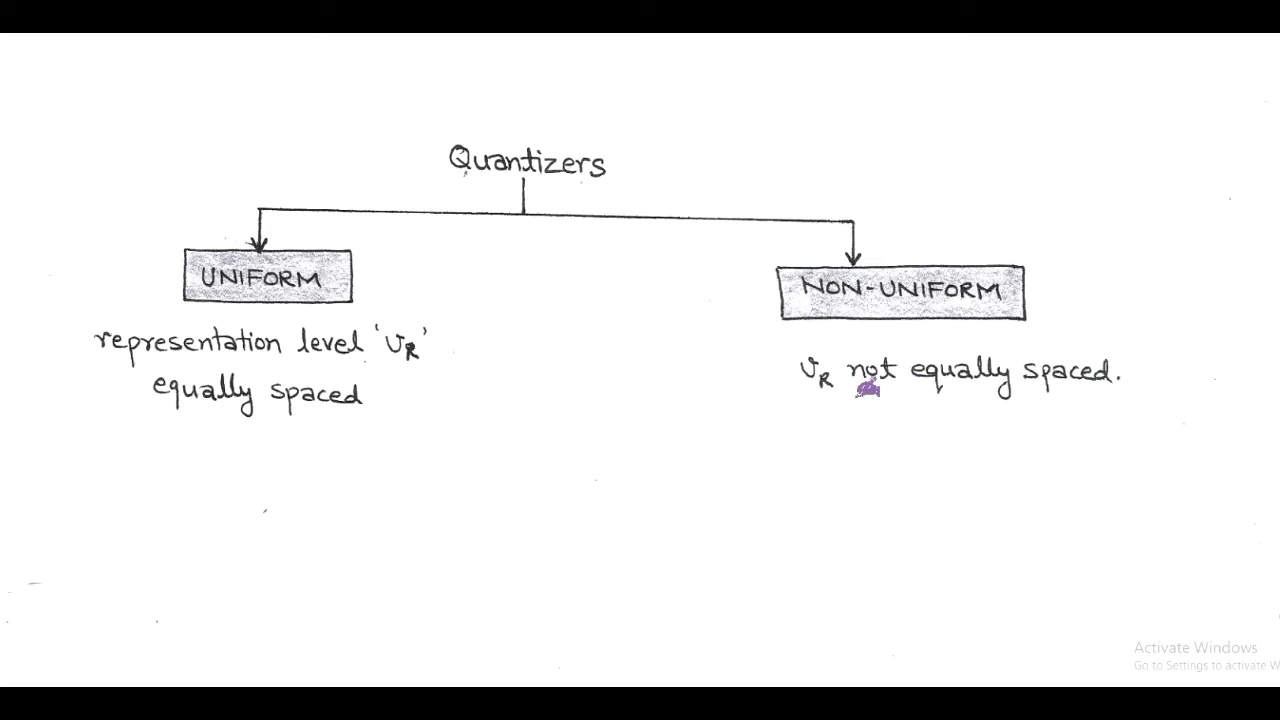 Quantizers
UNIFORM
NON-UNIFORM
representation level 'vR'
equally spaced
vR not equally spaced.
Activate Windows
Go to Settings to activate W